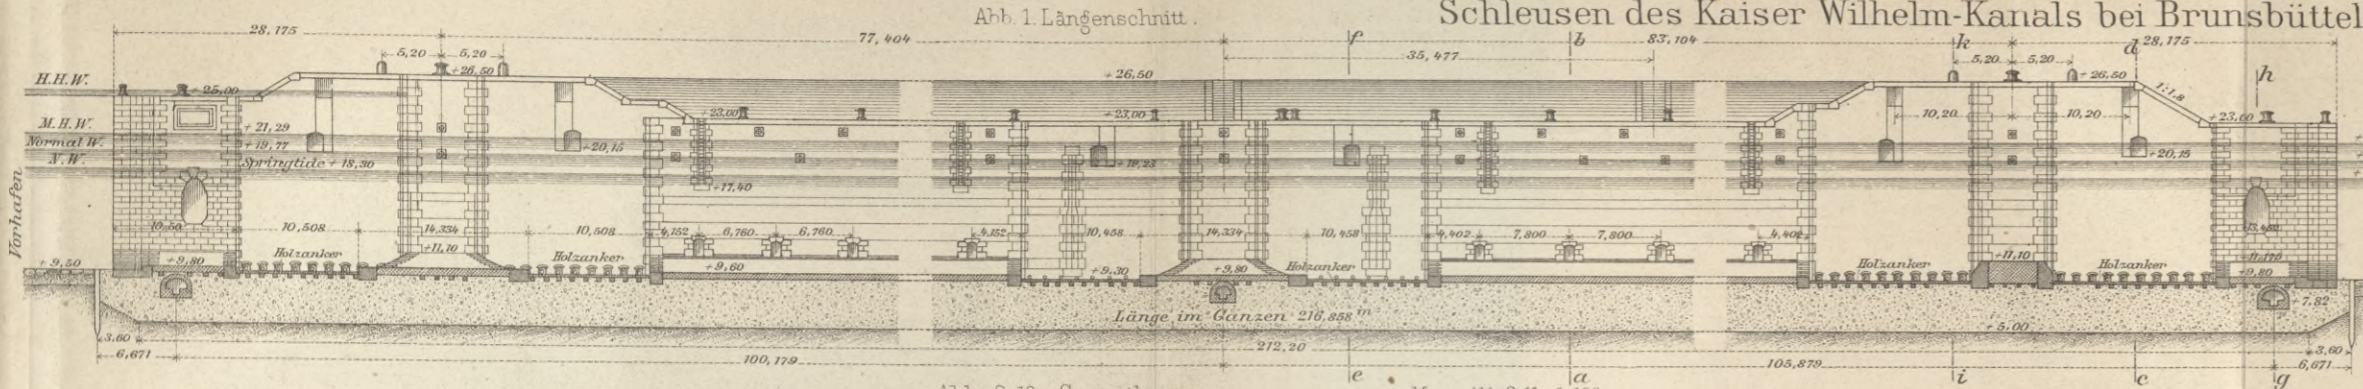 Abb. 1. Längenschnitt.
Schleusen des Kaiser Wilhelm-Kanals bei Brunsbüttel
28,175
77,404
f
b
83,104
k
d
28,175
5,20
5,20
35,477
5,20
5,20
h
H.H.W.
+25,00
+26,50
+26,50
+26,50
1:1.8
M.H.W.
+21,29
+23,00
+23,00
10,20
10,20
+23,00
Normal W.
+19,77
+20,15
+20,15
N.W.
Springtide +18,30
+19,23
+17,40
Vorhafen
10,50
10,508
14,334
10,508
4,152
6,760
6,760
4,152
10,458
14,334
10,458
4,402
7,800
7,800
4,402
+11,10
+11,10
Holzanker
Holzanker
Holzanker
Holzanker
Holzanker
+9,50
+9,80
+9,60
+9,30
+9,80
+9,80
+7,82
Länge im Ganzen 216,858 m
+5,00
3,60
212,20
3,60
6,671
100,179
105,879
6,671
e
a
i
c
g